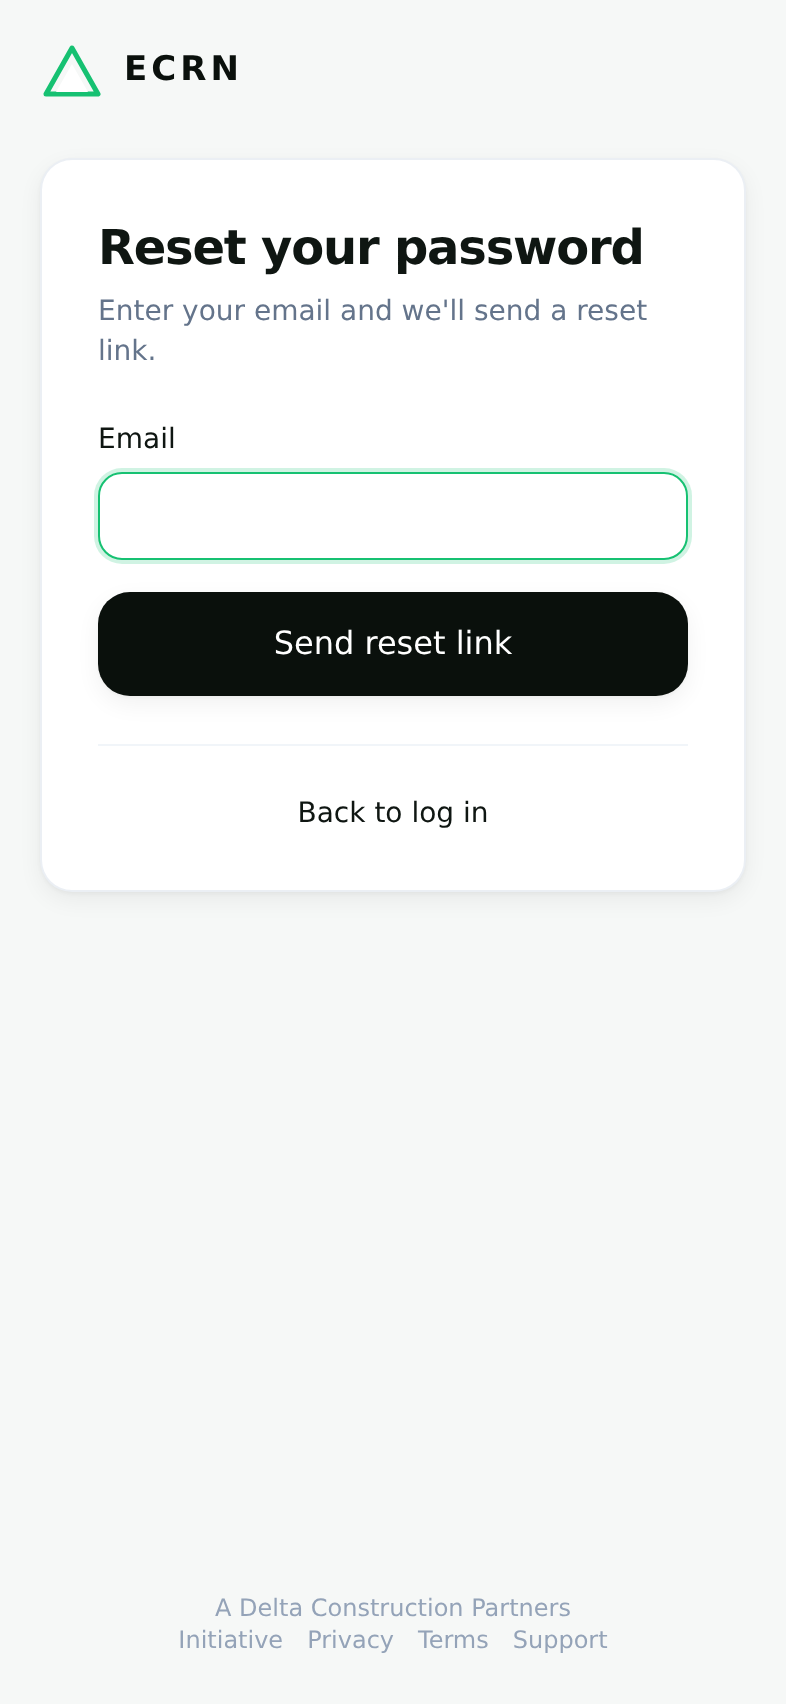 ECRN
Reset your password
Enter your email and we'll send a reset
link.
Email
Send reset link
Back to log in
A Delta Construction Partners
Initiative Privacy Terms Support